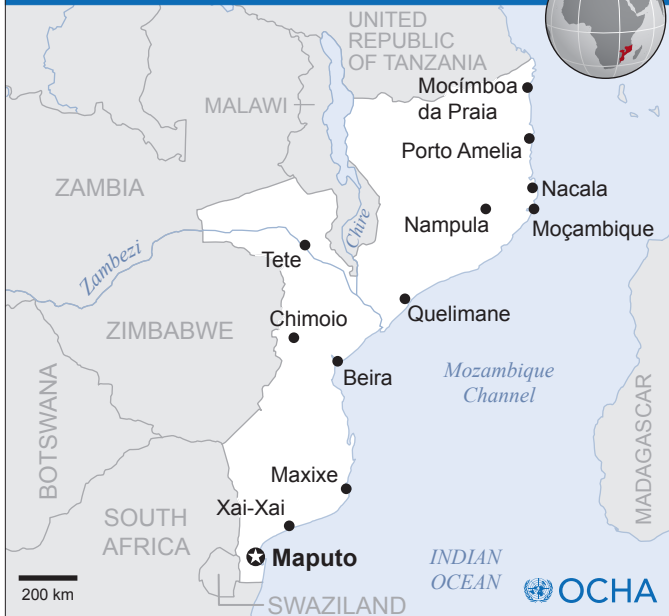 UNITED
REPUBLIC
OF TANZANIA
Mocímboa
da Praia
MALAWI
Porto Amelia
ZAMBIA
Nacala
Nampula
Moçambique
Chire
Tete
Zambezi
Quelimane
Chimoio
ZIMBABWE
Beira
Mozambique
Channel
BOTSWANA
MADAGASCAR
Maxixe
Xai-Xai
SOUTH
AFRICA
Maputo
INDIAN
OCEAN
200 km
SWAZILAND
OCHA